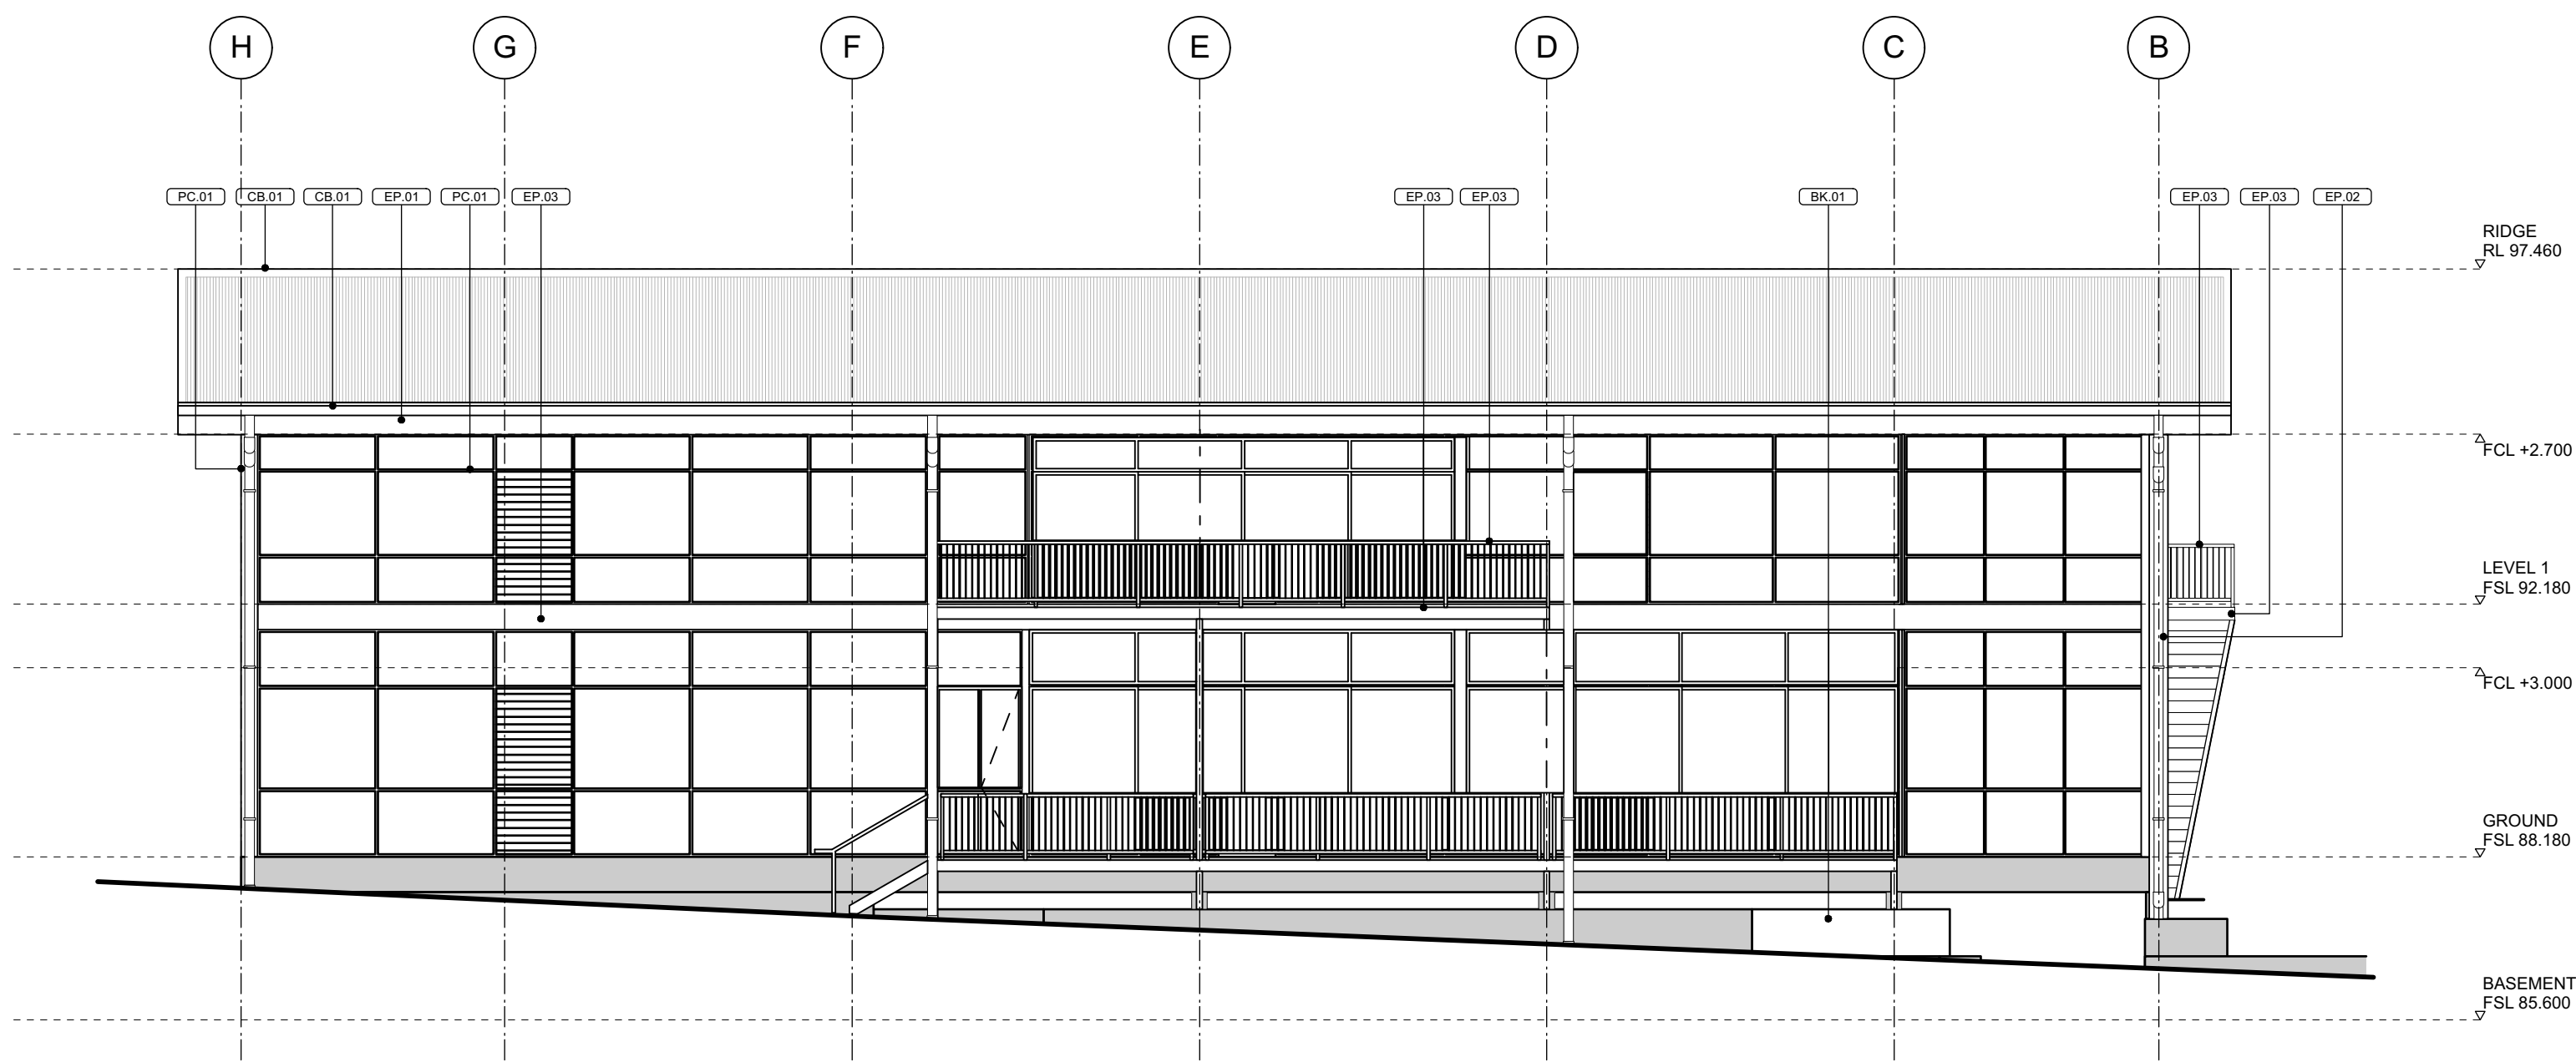 H
G
F
E
D
C
B
PC.01
CB.01
CB.01
EP.01
PC.01
EP.03
EP.03
EP.03
BK.01
EP.03
EP.03
EP.02
RIDGE
RL 97.460
FCL +2.700
LEVEL 1
FSL 92.180
FCL +3.000
GROUND
FSL 88.180
BASEMENT
FSL 85.600